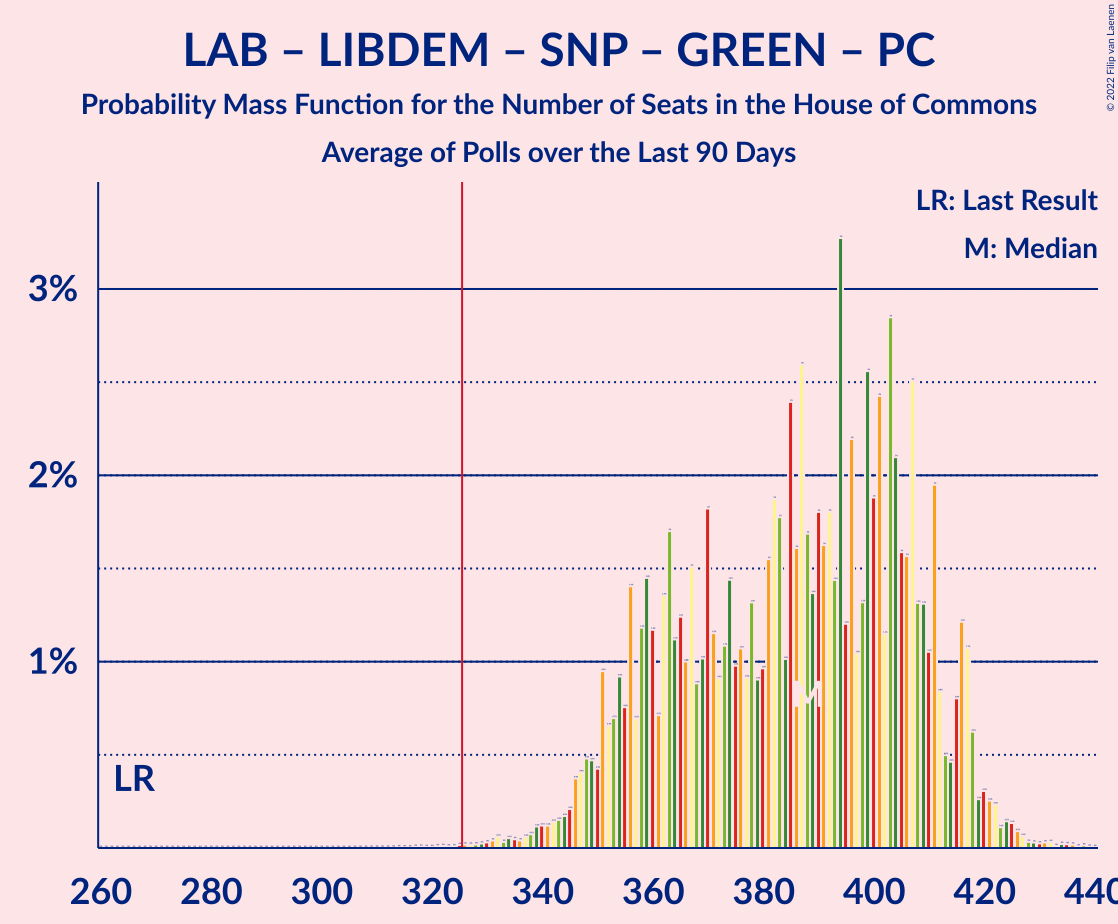 LAB – LIBDEM – SNP – GREEN – PC
Probability Mass Function for the Number of Seats in the House of Commons
Average of Polls over the Last 90 Days
© 2022 Filip van Laenen
LR: Last Result
M: Median
3%
2%
1%
M
LR
260 280 300 320 340 360 380 400 420 440